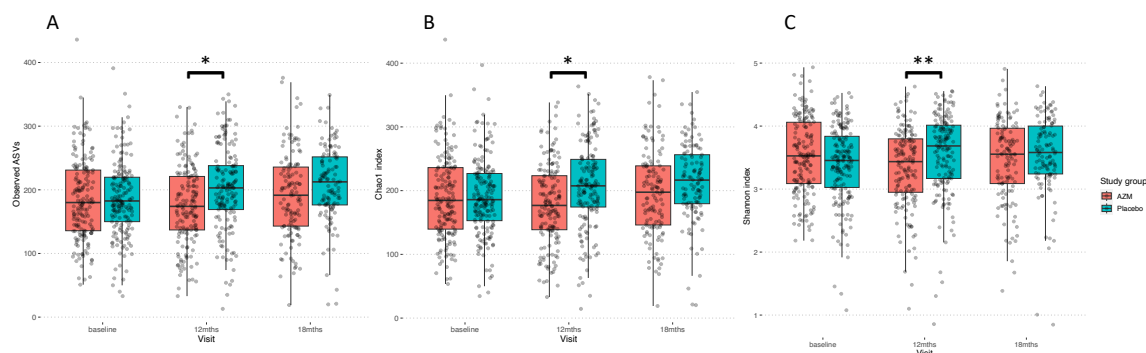 A
B
C
*
*
**
Observed ASVs
400
300
200
100
0
baseline
12mths
18mths
Visit
Chao1 index
400
300
200
100
0
baseline
12mths
18mths
Visit
Shannon index
5
4
3
2
1
baseline
12mths
18mths
Visit
Study group
AZM
Placebo